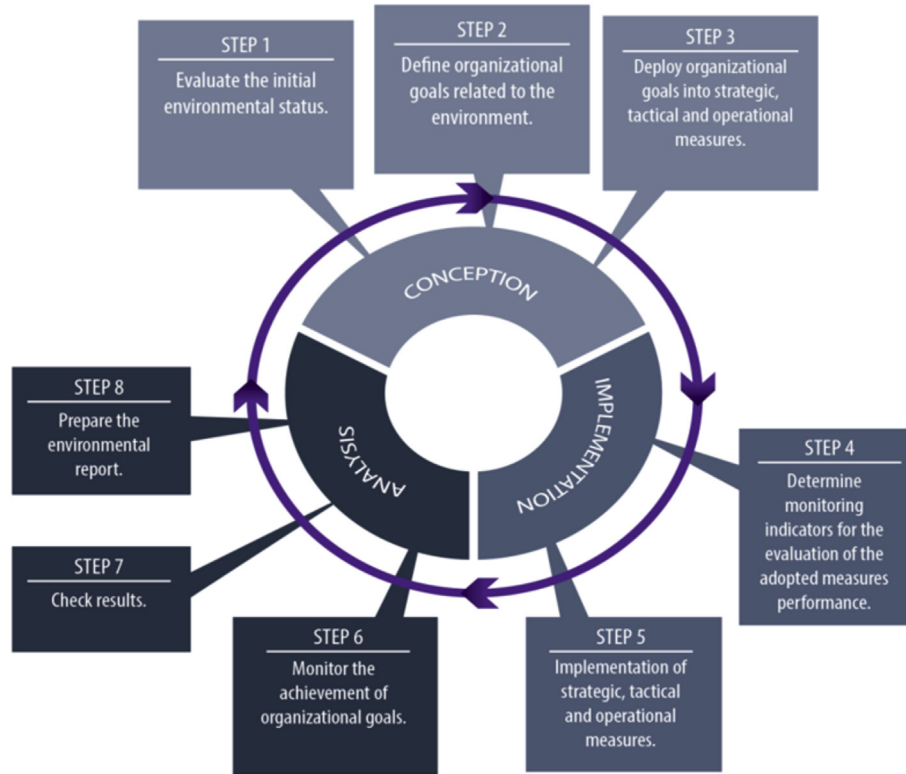 STEP 1
Evaluate the initial
environmental status.
STEP 2
Define organizational
goals related to the
environment.
STEP 3
Deploy organizational
goals into strategic,
tactical and operational
measures.
CONCEPTION
IMPLEMENTATION
ANALYSIS
STEP 4
Determine
monitoring
indicators for the
evaluation of the
adopted measures
performance.
STEP 5
Implementation of
strategic, tactical
and operational
measures.
STEP 6
Monitor the
achievement of
organizational goals.
STEP 7
Check results.
STEP 8
Prepare the
environmental
report.